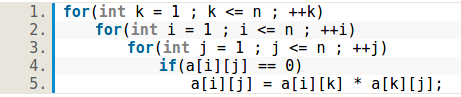 1. for(int k = 1 ; k <= n ; ++k)
2.     for(int i = 1 ; i <= n ; ++i)
3.         for(int j = 1 ; j <= n ; ++j)
4.             if(a[i][j] == 0)
5.                 a[i][j] = a[i][k] * a[k][j];